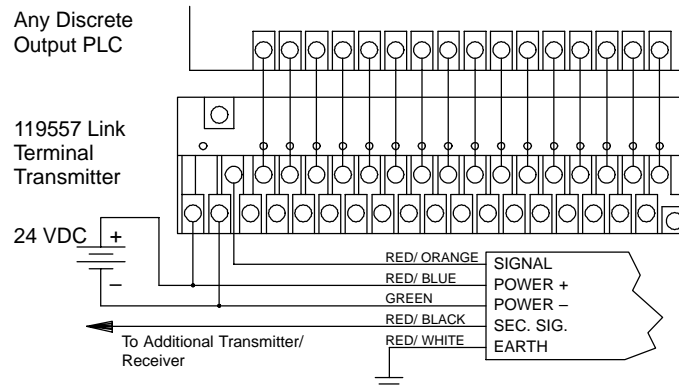 Any Discrete
Output PLC
119557 Link
Terminal
Transmitter
24 VDC
+
–
RED/ ORANGE
RED/ BLUE
GREEN
RED/ BLACK
RED/ WHITE
SIGNAL
POWER +
POWER –
SEC. SIG.
EARTH
To Additional Transmitter/
Receiver